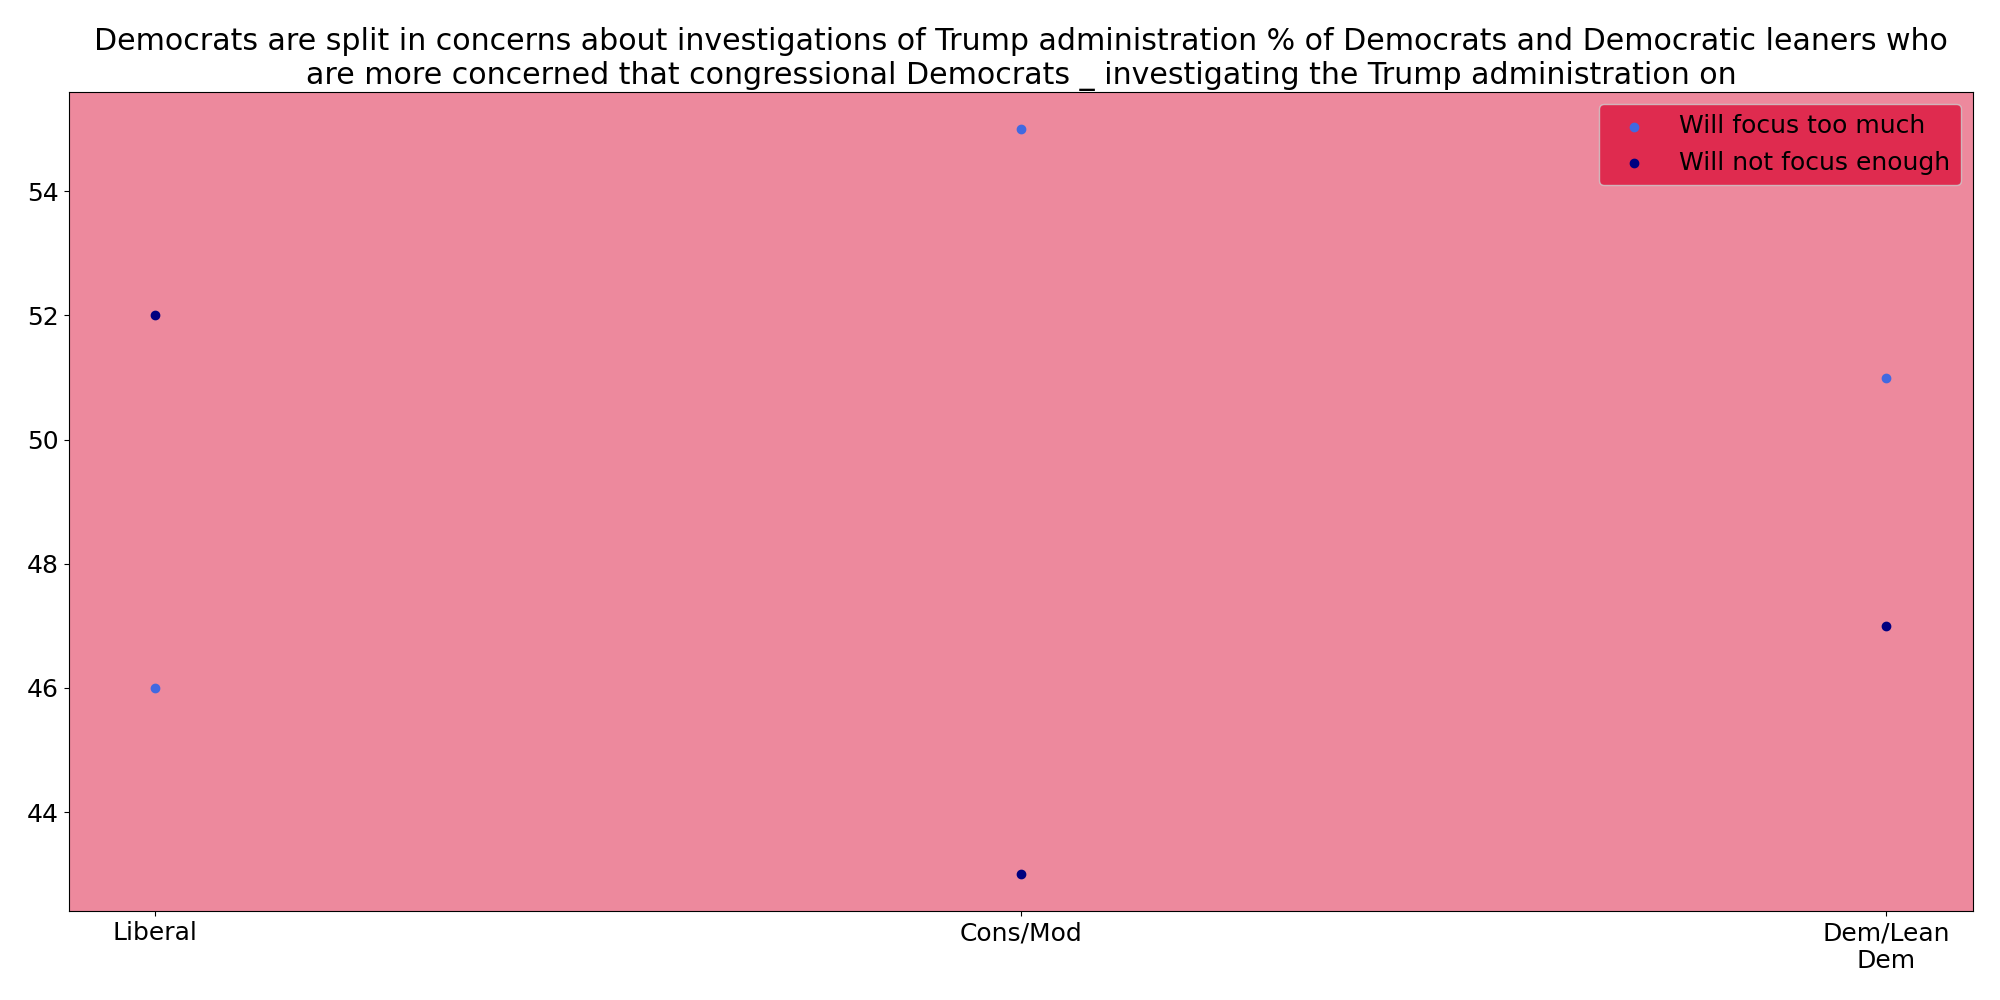 Democrats are split in concerns about investigations of Trump administration % of Democrats and Democratic leaners who
are more concerned that congressional Democrats _ investigating the Trump administration on
Will focus too much
Will not focus enough
54
52
50
48
46
44
Liberal
Cons/Mod
Dem/Lean
Dem